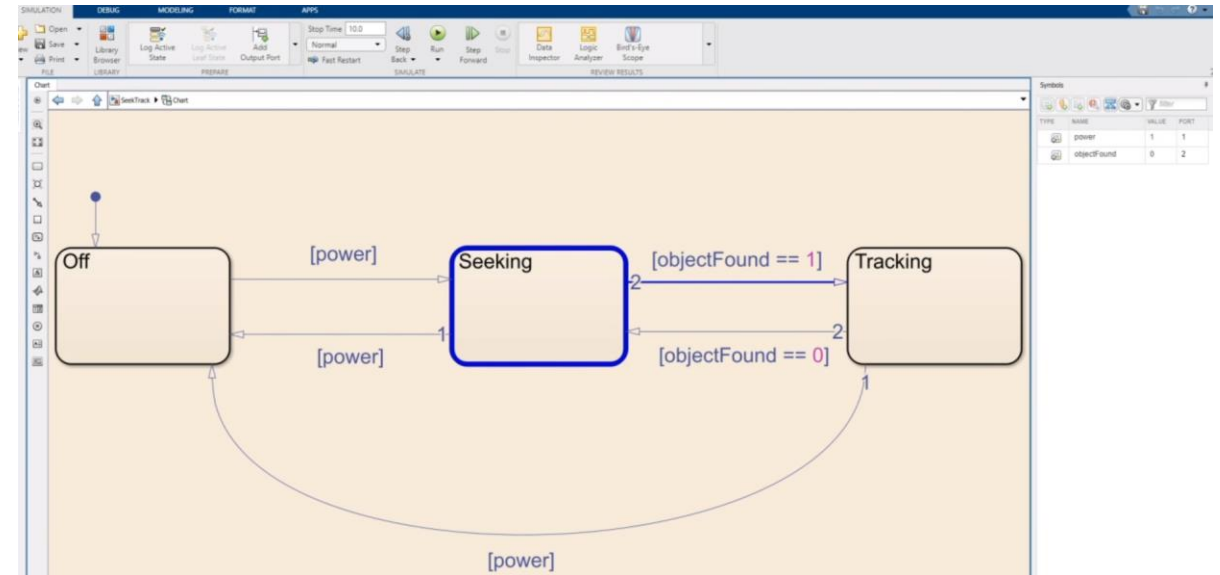 SIMULATION DEBUG MODELING FORMAT APPS
Open
Save
Print
Library
Browser
Log Active
State
Log Active
Leaf State
Add
Output Port
Stop Time 10.0
Normal
Fast Restart
Step
Back
Run
Step
Forward
Stop
Data
Inspector
Logic
Analyzer
Bird's-Eye
Scope
FILE LIBRARY PREPARE SIMULATE REVIEW RESULTS
Chart
SeekTrack Chart
Symbols
filter
TYPE NAME VALUE PORT
power 1 1
objectFound 0 2
Off
[power]
Seeking
[objectFound == 1]
Tracking
2
1
2
[power]
[objectFound == 0]
1
[power]